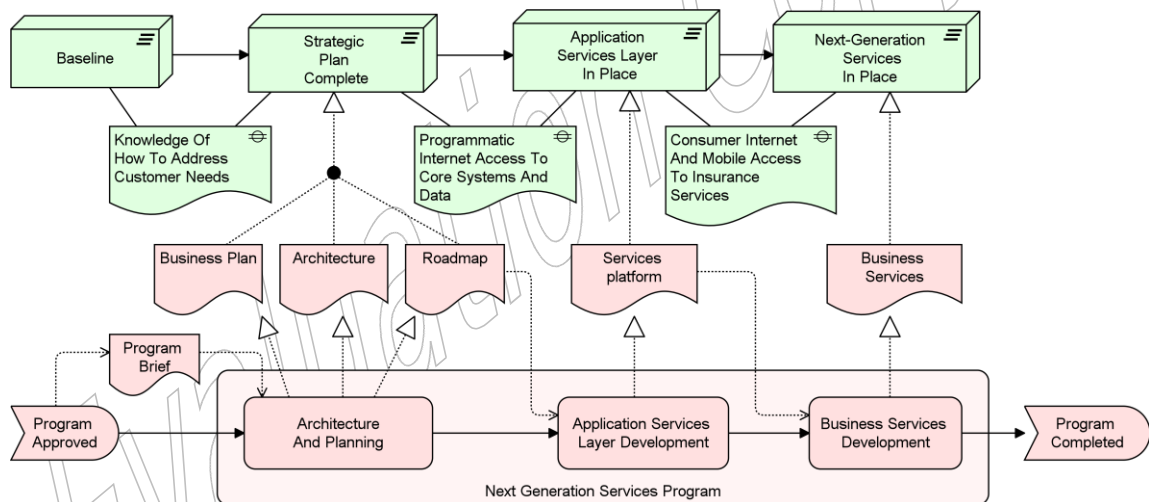 Baseline
Strategic
Plan
Complete
Application
Services Layer
In Place
Next-Generation
Services
In Place
Knowledge Of
How To Address
Customer Needs
Programmatic
Internet Access To
Core Systems And
Data
Consumer Internet
And Mobile Access
To Insurance
Services
Business Plan
Architecture
Roadmap
Services
platform
Business
Services
Program
Brief
Program
Approved
Architecture
And Planning
Application Services
Layer Development
Business Services
Development
Program
Completed
Next Generation Services Program